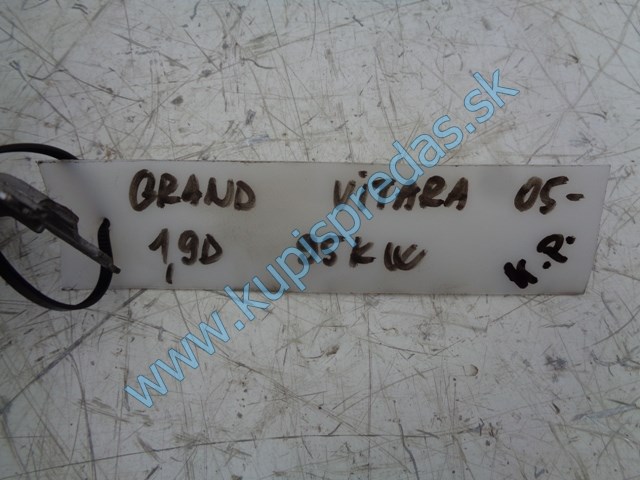 GRAND VITARA 05-
1,9D 95KW K.P.
www.kupispredas.sk